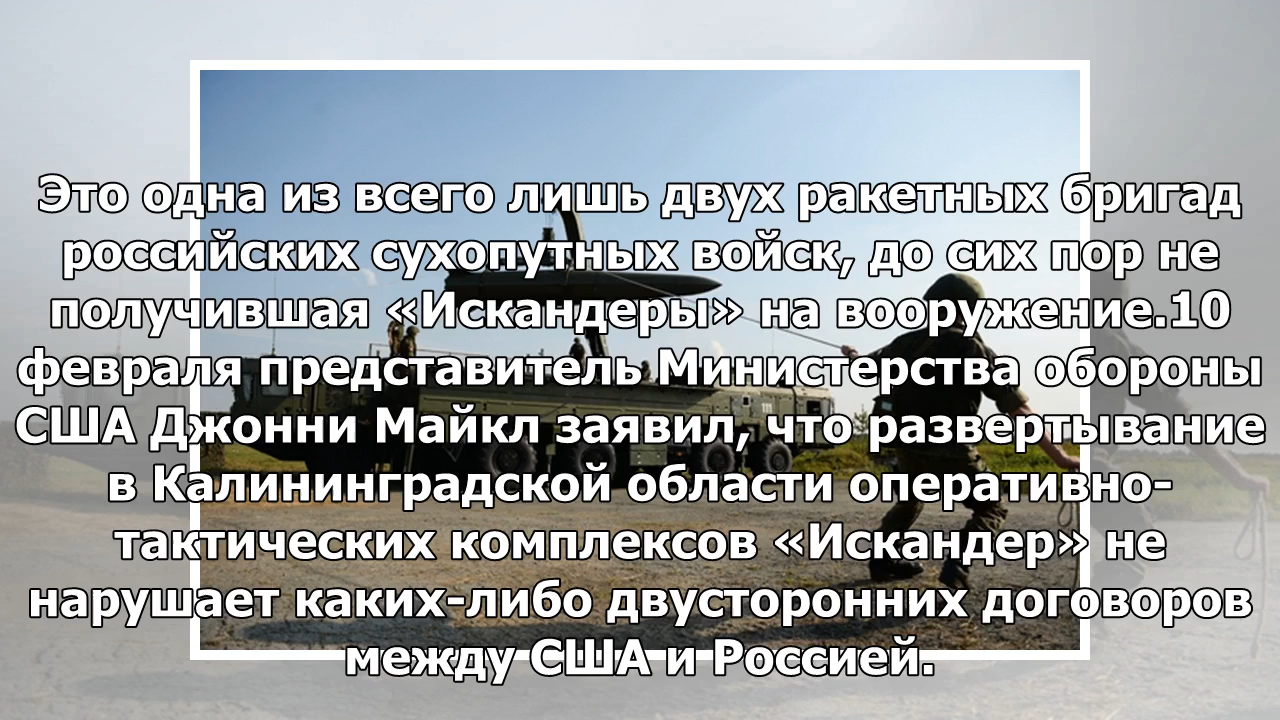 Это одна из всего лишь двух ракетных бригад
российских сухопутных войск, до сих пор не
получившая «Искандеры» на вооружение.10
февраля представитель Министерства обороны
США Джонни Майкл заявил, что развертывание
в Калининградской области оперативно-
тактических комплексов «Искандер» не
нарушает каких-либо двусторонних договоров
между США и Россией.